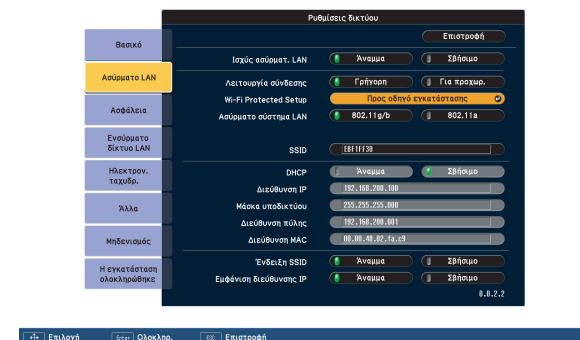 Ρυθμίσεις δικτύου
Επιστροφή
Βασικό
Ισχύς ασύρματ. LAN Άναμμα Σβήσιμο
Ασύρματο LAN
Λειτουργία σύνδεσης Γρήγορη Για προχωρ.
Wi-Fi Protected Setup Προς οδηγό εγκατάστασης
Ασφάλεια
Ασύρματο σύστημα LAN 802.11g/b 802.11a
Ενσύρματο
δίκτυο LAN
SSID EBF1FF30
Ηλεκτρον.
ταχυδρ.
DHCP Άναμμα Σβήσιμο
Διεύθυνση IP 192.168.200.100
Άλλα
Μάσκα υποδικτύου 255.255.255.000
Διεύθυνση πύλης 192.168.200.001
Μηδενισμός
Διεύθυνση MAC 00.00.48.02.fa.c9
Ένδειξη SSID Άναμμα Σβήσιμο
Η εγκατάσταση
ολοκληρώθηκε
Εμφάνιση διεύθυνσης IP Άναμμα Σβήσιμο
0.0.2.2
Επιλογή Enter Ολοκληρ. ESC Επιστροφή